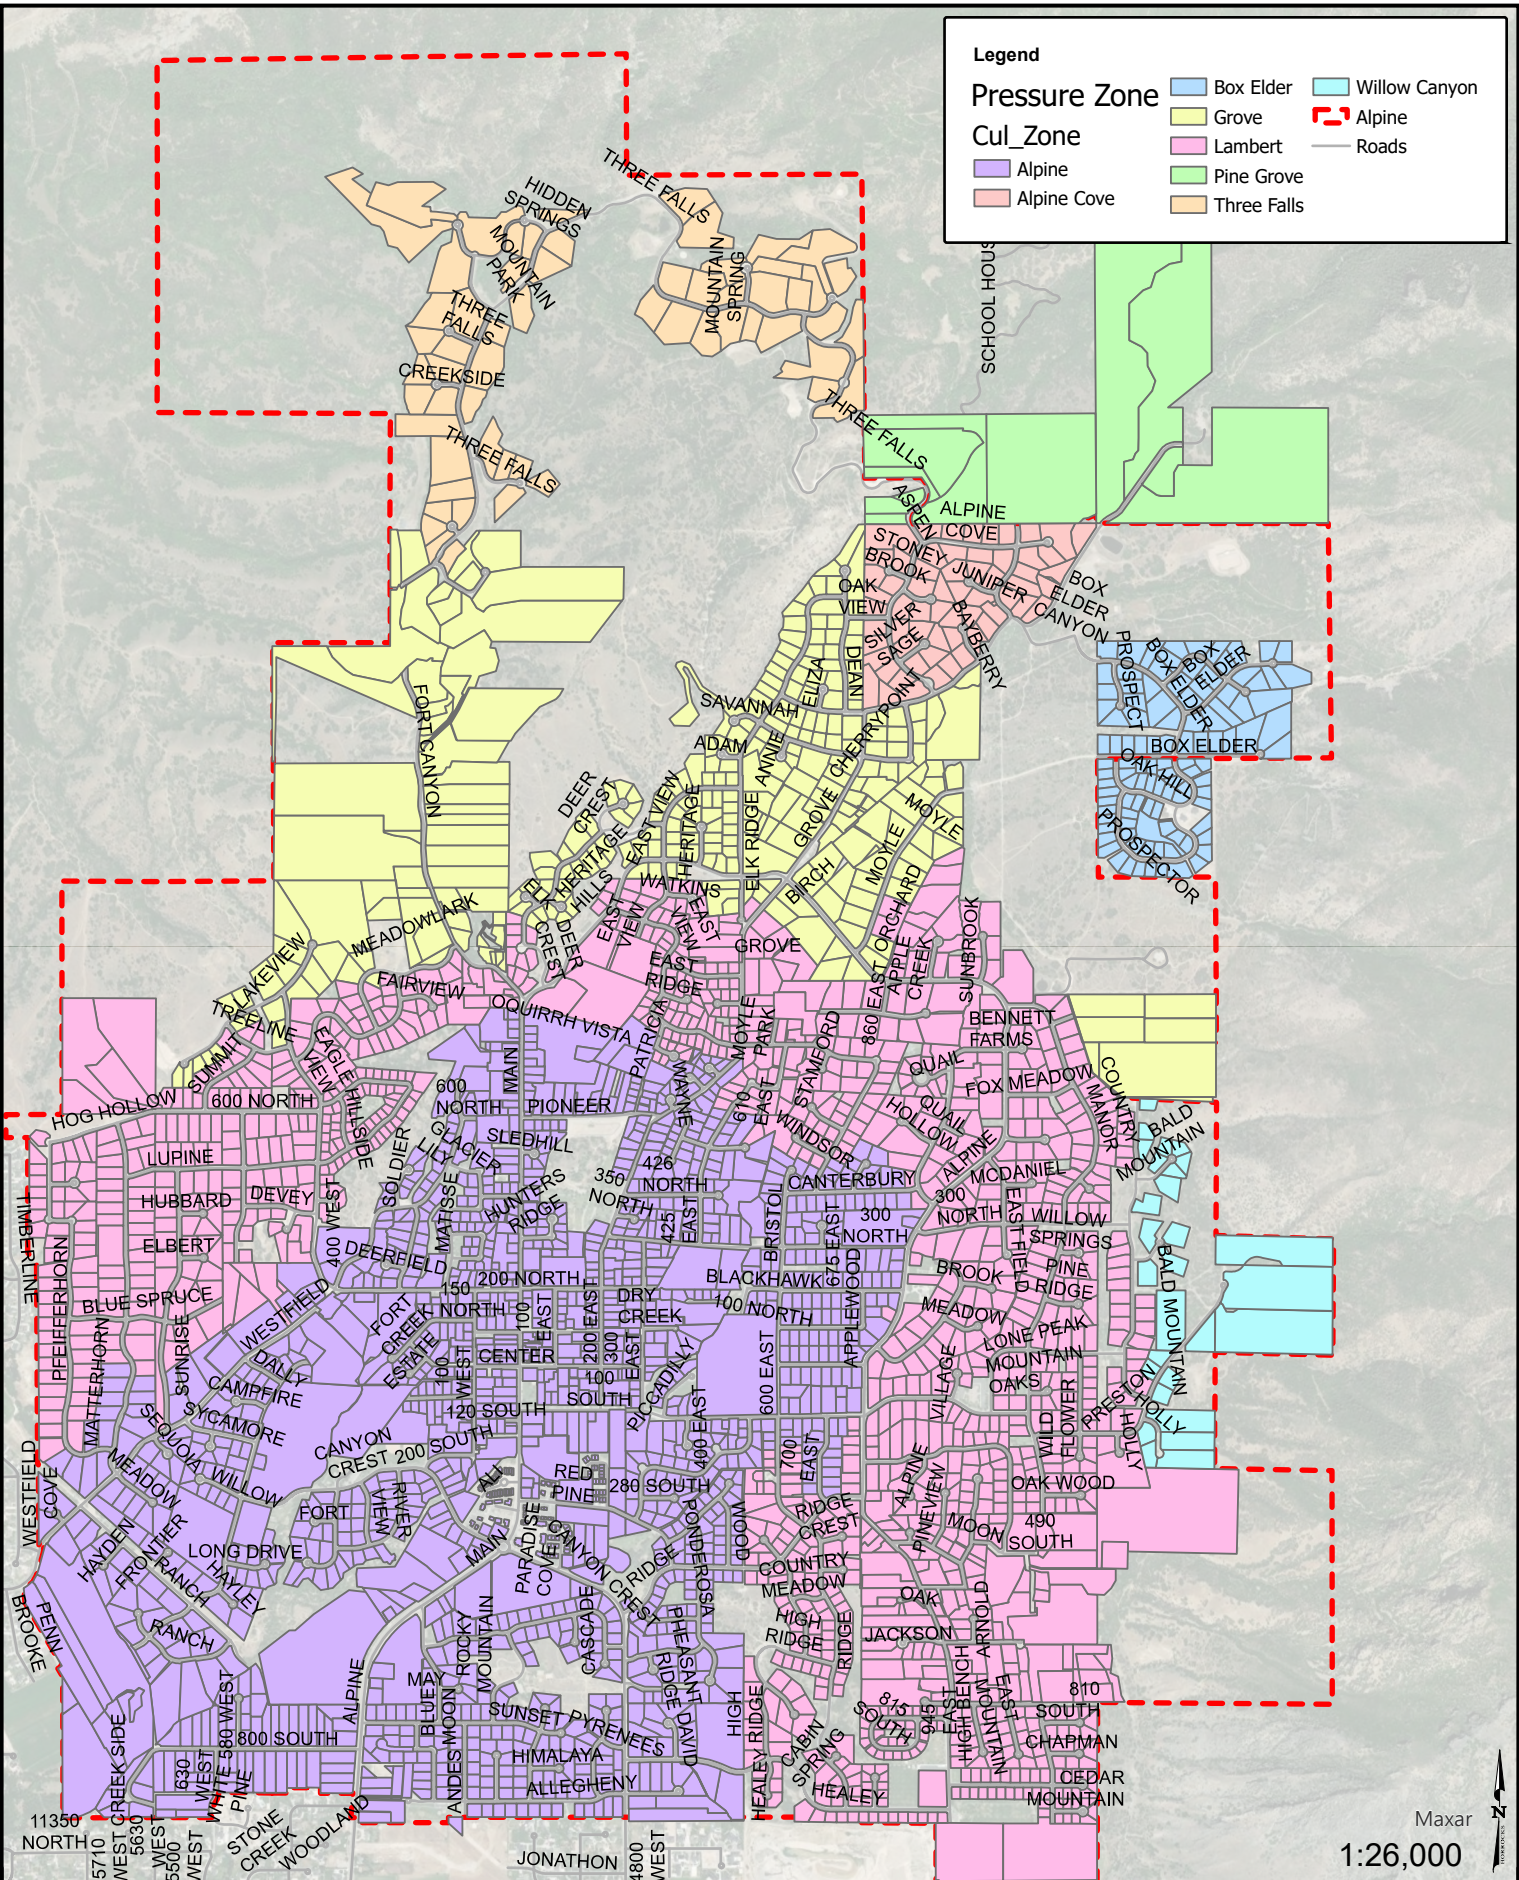 Legend
Pressure Zone
Cul_Zone
Alpine
Alpine Cove
Box Elder
Grove
Lambert
Pine Grove
Three Falls
Willow Canyon
Alpine
Roads
SCHOOL HOUS
THREE FALLS
HIDDEN
SPRINGS
MOUNTAIN
PARK
MOUNTAIN
SPRING
THREE
FALLS
CREEKSIDE
THREE FALLS
THREE FALLS
ASPEN
ALPINE
COVE
STONEY
BROOK
JUNIPER
BOX
ELDER
CANYON
OAK
VIEW
SILVER
SAGE
BAYBERRY
PROSPECT
BOX
ELDER
BOX
ELDER
BOX ELDER
OAK HILL
PROSPECTOR
ELIZA
DEAN
SAVANNAH
CHERRYPOINT
ADAM
ANNIE
FORT CANYON
DEER
CREST
EAST VIEW
HERITAGE
ELK RIDGE
GROVE
MOYLE
MOYLE
HERITAGE
HILLS
ELK
CREST
DEER
WATKINS
BIRCH
ORCHARD
EAST
VIEW
EAST
VIEW
GROVE
MEADOWLARK
LAKEVIEW
FAIRVIEW
EAST
RIDGE
860 EAST
APPLE
CREEK
SUNBROOK
TREELINE
OQUIRRH VISTA
PATRICIA
MOYLE
PARK
STAMFORD
BENNETT
FARMS
SUMMIT
EAGLE
VIEW
HILLSIDE
MAIN
WAYNE
QUAIL
FOX MEADOW
COUNTRY
MANOR
HOG HOLLOW
600 NORTH
600
NORTH
PIONEER
610
EAST
WINDSOR
QUAIL
HOLLOW
BALD
MOUNTAIN
LUPINE
SOLDIER
LILY
GLACIER
SLEDHILL
426
NORTH
ALPINE
MCDANIEL
CANTERBURY
HUBBARD
DEVEY
MATISSE
HUNTERS
RIDGE
350
NORTH
425
EAST
BRISTOL
675 EAST
300
NORTH
300
NORTH
EAST FIELD
WILLOW
SPRINGS
TIMBERLINE
PFEIFFERHORN
ELBERT
400 WEST
DEERFIELD
200 NORTH
BLACKHAWK
APPLEWOOD
BROOK
PINE
RIDGE
BALD MOUNTAIN
BLUE SPRUCE
WESTFIELD
150
NORTH
FORT
CREEK
ESTATE
100
EAST
200 EAST
DRY
CREEK
100 NORTH
MEADOW
LONE PEAK
MATTERHORN
SUNRISE
DALLY
100
WEST
CENTER
300
EAST
PICCADILLY
600 EAST
MOUNTAIN
OAKS
CAMPFIRE
100
SOUTH
VILLAGE
PRESTON
HOLLY
HOLLY
SYCAMORE
120 SOUTH
400 EAST
WILD
FLOWER
SEQUOIA
CANYON
CREST
200 SOUTH
700
EAST
WESTFIELD
COVE
MEADOW
WILLOW
ALI
RED
PINE
280 SOUTH
ALPINE
PINEVIEW
OAK WOOD
FORT
RIVER
VIEW
RIDGE
CREST
MOON
490
SOUTH
HAYDEN
FRONTIER
RANCH
LONG DRIVE
HAYLEY
MAIN
PARADISE
COVE
CANYON CREST
RIDGE
PONDEROSA
DOOM
COUNTRY
MEADOW
OAK
PENN
BROOKE
RANCH
ROCKY
MOUNTAIN
CASCADE
PHEASANT
RIDGE
HIGH
RIDGE
RIDGE
JACKSON
ARNOLD
ALPINE
MAY
BLUE
MOON
SUNSET
PYRENEES
DAVID
HIGH
HEALEY RIDGE
815
SOUTH
945
EAST
HIGH BENCH
EAST
MOUNTAIN
810
SOUTH
WEST CREEK SIDE
800 SOUTH
580 WEST
630
WEST
WHITE
PINE
ANDES
HIMALAYA
ALLEGHENY
CABIN
SPRING
HEALEY
CHAPMAN
CEDAR
MOUNTAIN
11350
NORTH
5710
5630
WEST
5500
WEST
STONE
CREEK
WOODLAND
JONATHON
4800
WEST
Maxar
1:26,000
N
HORROCKS